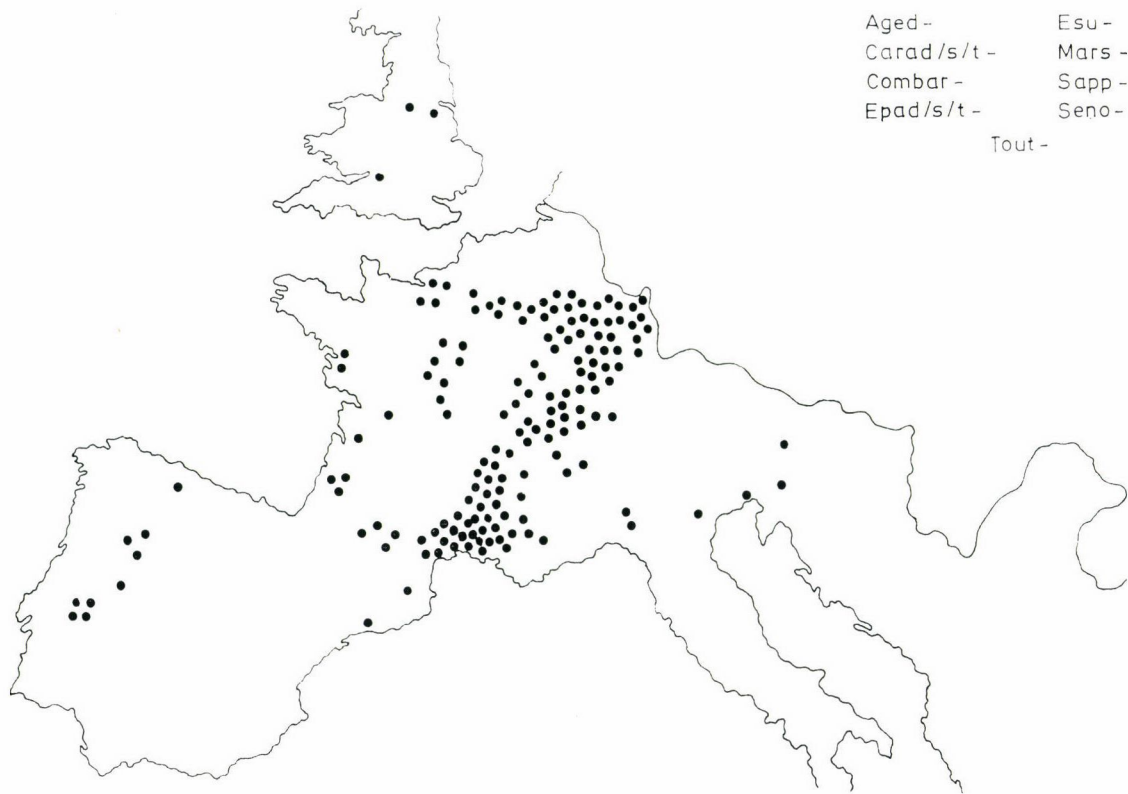 Aged - Esu -
Carad/s/t - Mars -
Combar - Sapp -
Epad/s/t - Seno -
Tout -